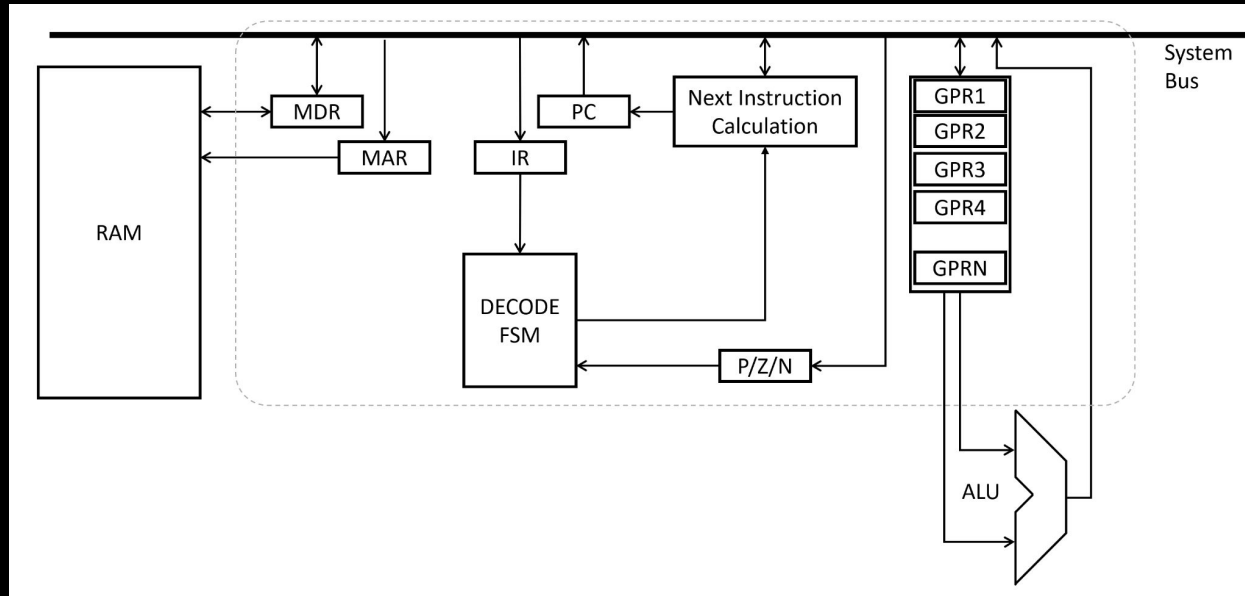 System
Bus
MDR
MAR
RAM
IR
PC
Next Instruction
Calculation
DECODE
FSM
P/Z/N
GPR1
GPR2
GPR3
GPR4
GPRN
ALU